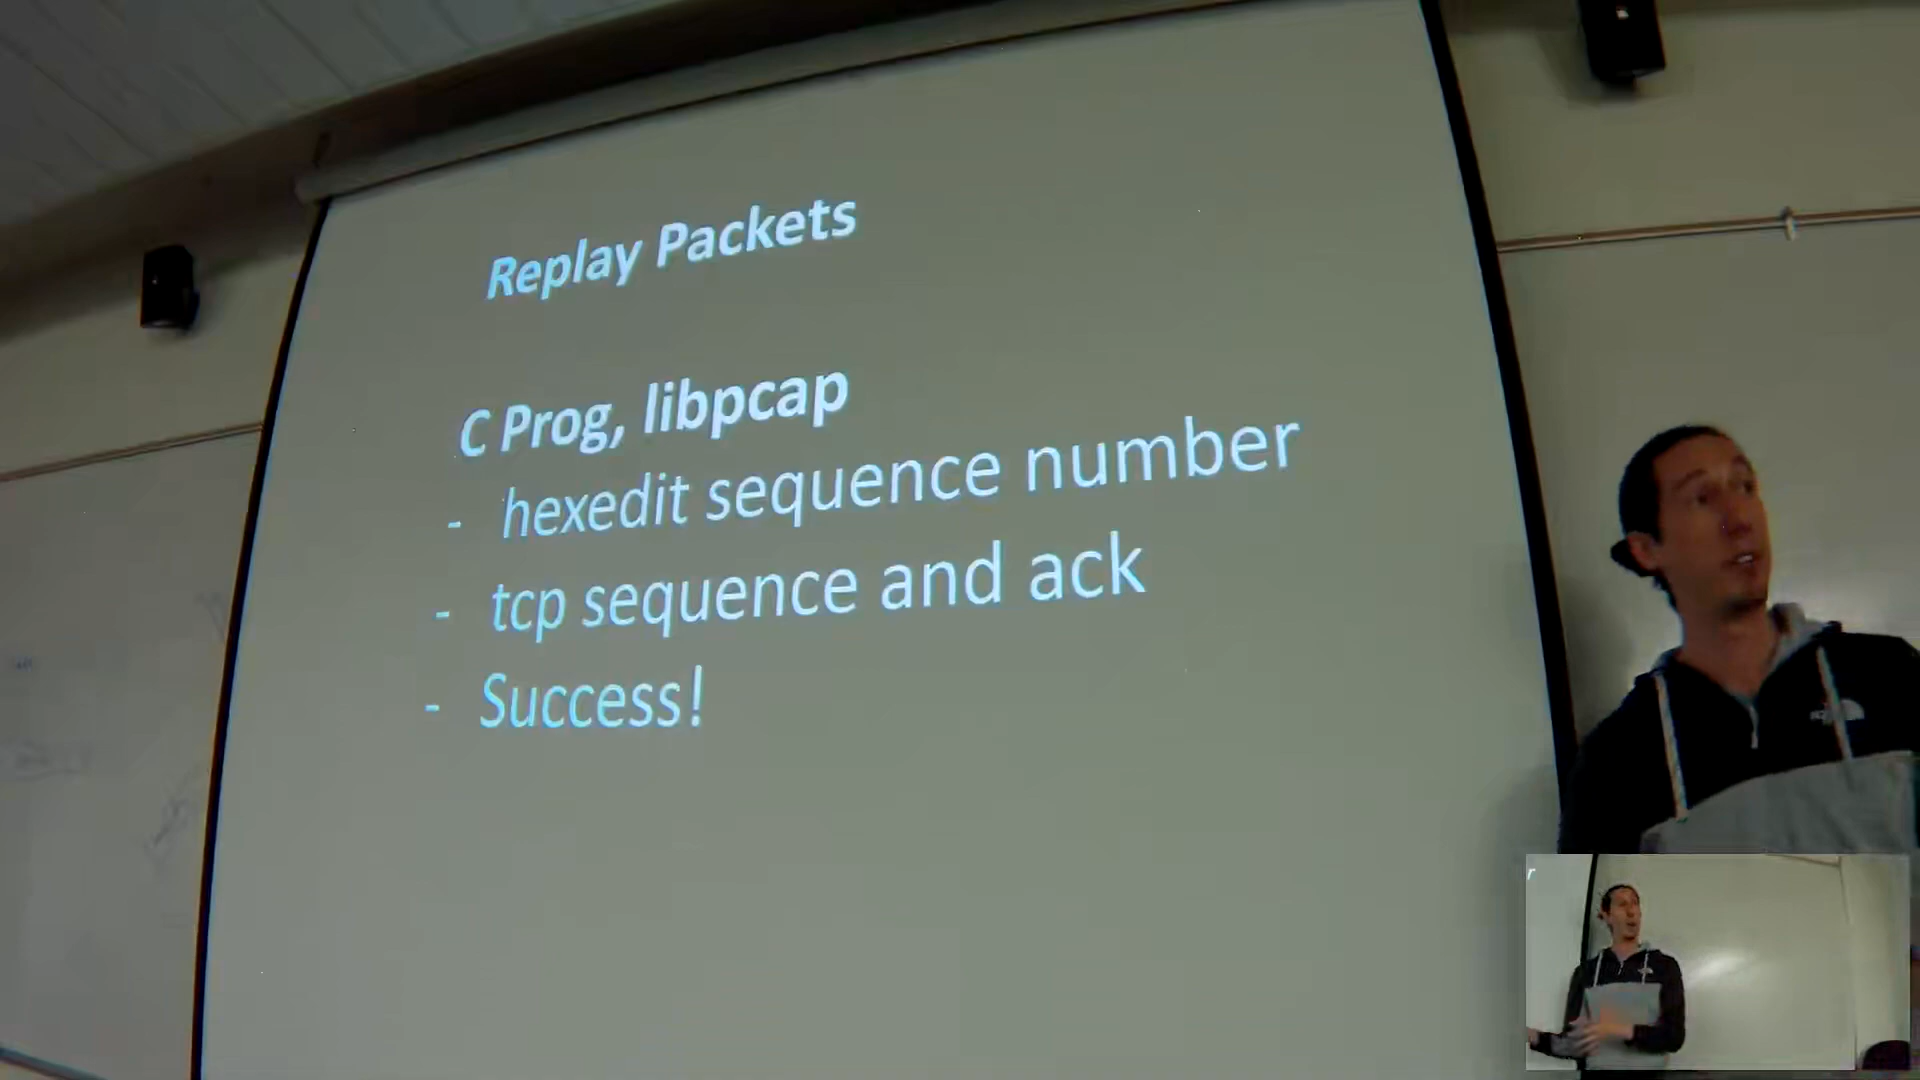 Replay Packets
C Prog, libpcap
- hexedit sequence number
- tcp sequence and ack
- Success!